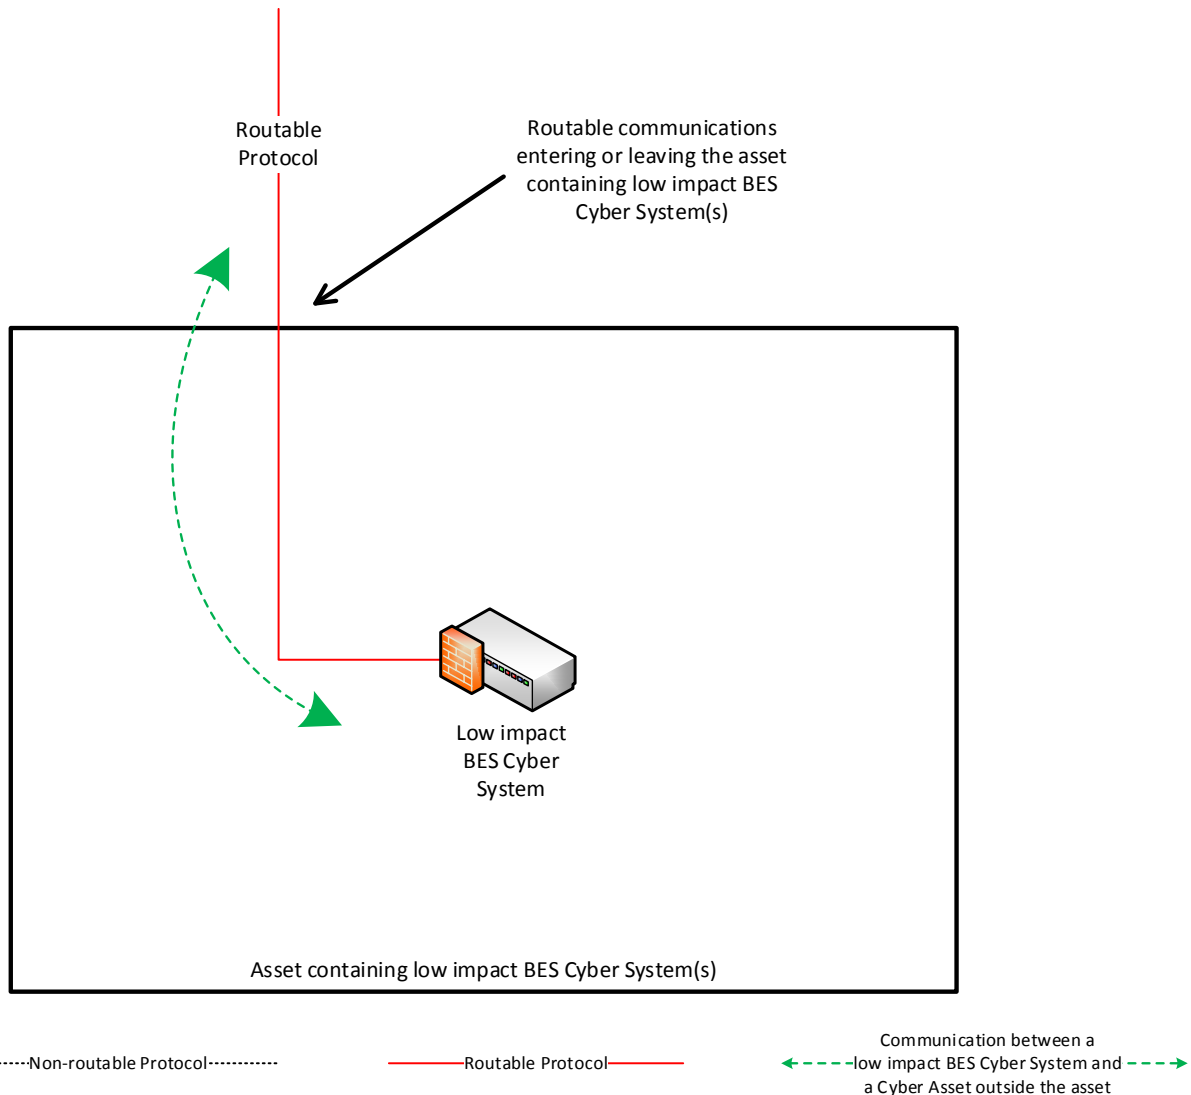 Routable
Protocol
Routable communications
entering or leaving the asset
containing low impact BES
Cyber System(s)
Low impact
BES Cyber
System
Asset containing low impact BES Cyber System(s)
Non-routable Protocol
Routable Protocol
Communication between a
low impact BES Cyber System and
a Cyber Asset outside the asset